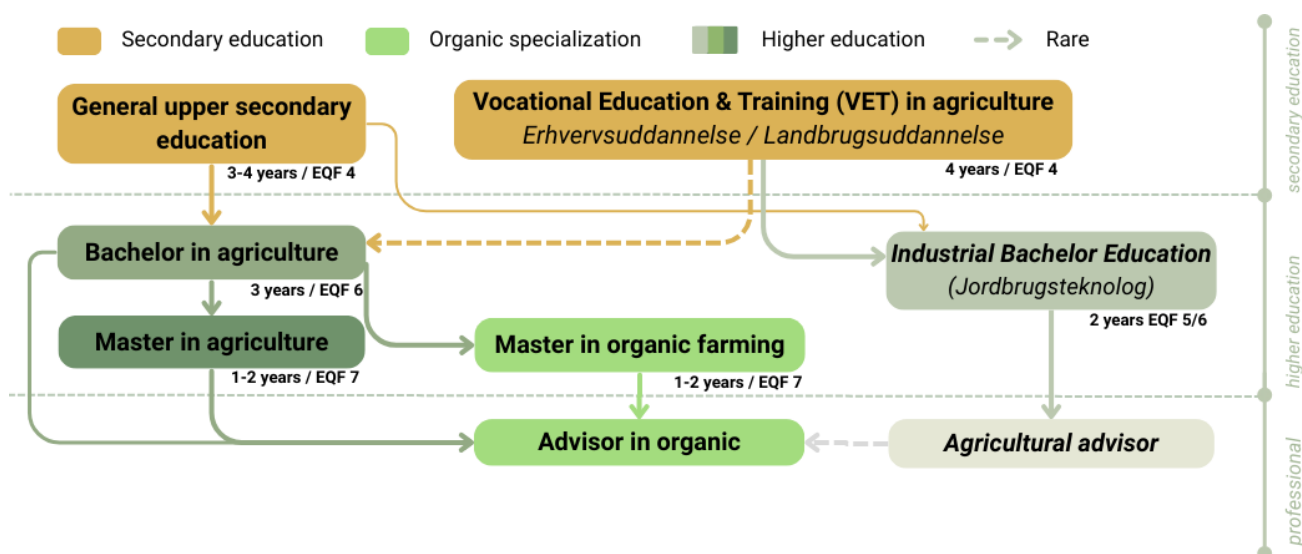 Secondary education
Organic specialization
Higher education
Rare
secondary education
General upper secondary
education
3-4 years / EQF 4
Vocational Education & Training (VET) in agriculture
Erhvervsuddannelse / Landbrugsuddannelse
4 years / EQF 4
higher education
Bachelor in agriculture
3 years / EQF 6
Industrial Bachelor Education
(Jordbrugsteknolog)
2 years EQF 5/6
Master in agriculture
1-2 years / EQF 7
Master in organic farming
1-2 years / EQF 7
professional
Advisor in organic
Agricultural advisor